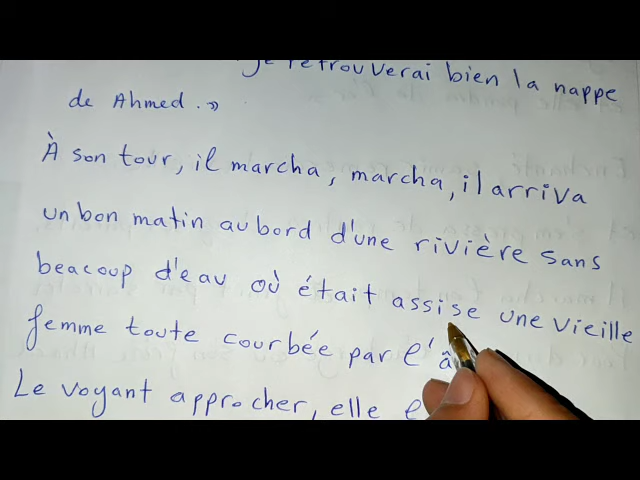 je retrouverai bien la nappe
de Ahmed. »
À son tour, il marcha, marcha, il arriva
un bon matin au bord d'une rivière sans
beacoup d'eau où était assise une vieille
femme toute courbée par l'â
Le voyant approcher, elle